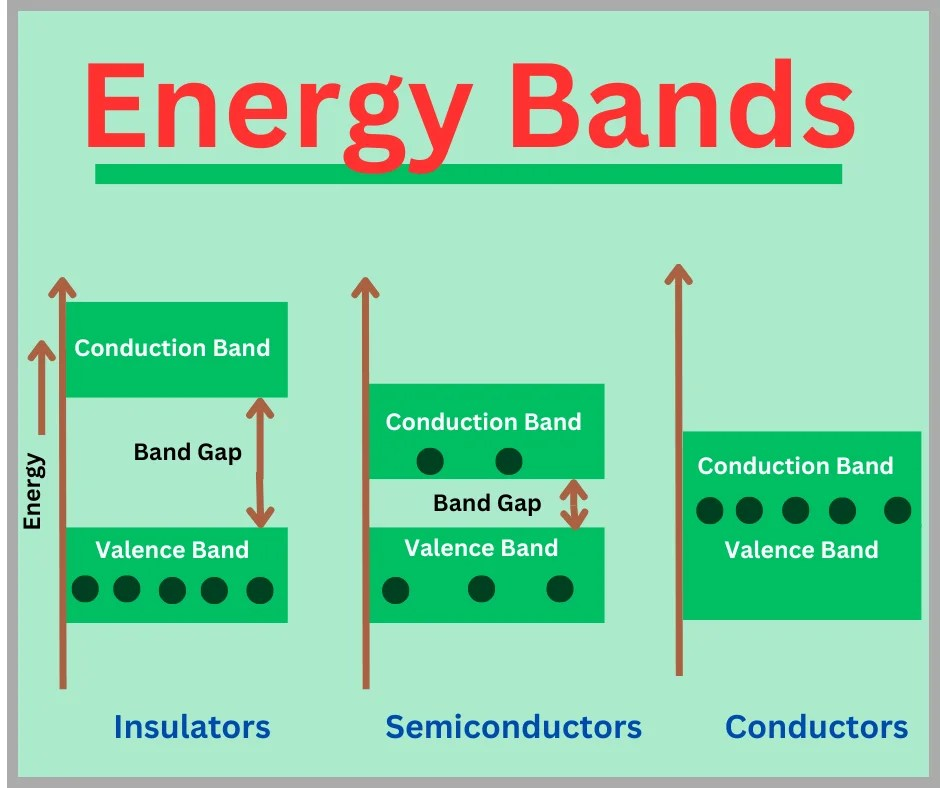 Energy Bands
Energy
Conduction Band
Band Gap
Valence Band
Insulators
Conduction Band
Band Gap
Valence Band
Semiconductors
Conduction Band
Valence Band
Conductors